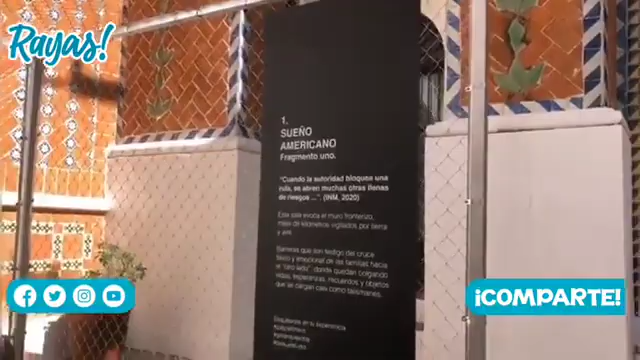 Rayas!
1.
SUEÑO
AMERICANO
Fragmento uno.
"Cuando la autoridad bloquea una
ruta, se abren muchas otras llenas
de riesgos ...". (INM, 2020)
Este sitio evoca el muro fronterizo,
miles de kilómetros vigilados por tierra
y aire.
Barreras que son testigo del cruce
físico y emocional de las familias hacia
el "otro lado", donde quedan colgando
vidas, esperanzas, recuerdos y objetos
que se cargan casi como talismanes.
¡COMPARTE!